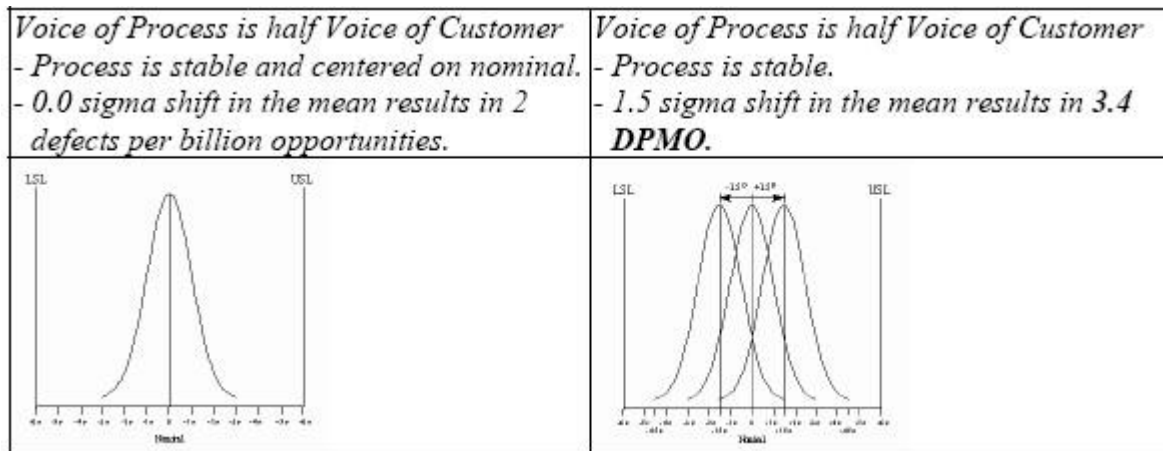 Voice of Process is half Voice of Customer
- Process is stable and centered on nominal.
- 0.0 sigma shift in the mean results in 2
defects per billion opportunities.
Voice of Process is half Voice of Customer
- Process is stable.
- 1.5 sigma shift in the mean results in 3.4
DPMO.
LSL USL
Nominal
LSL USL
Nominal